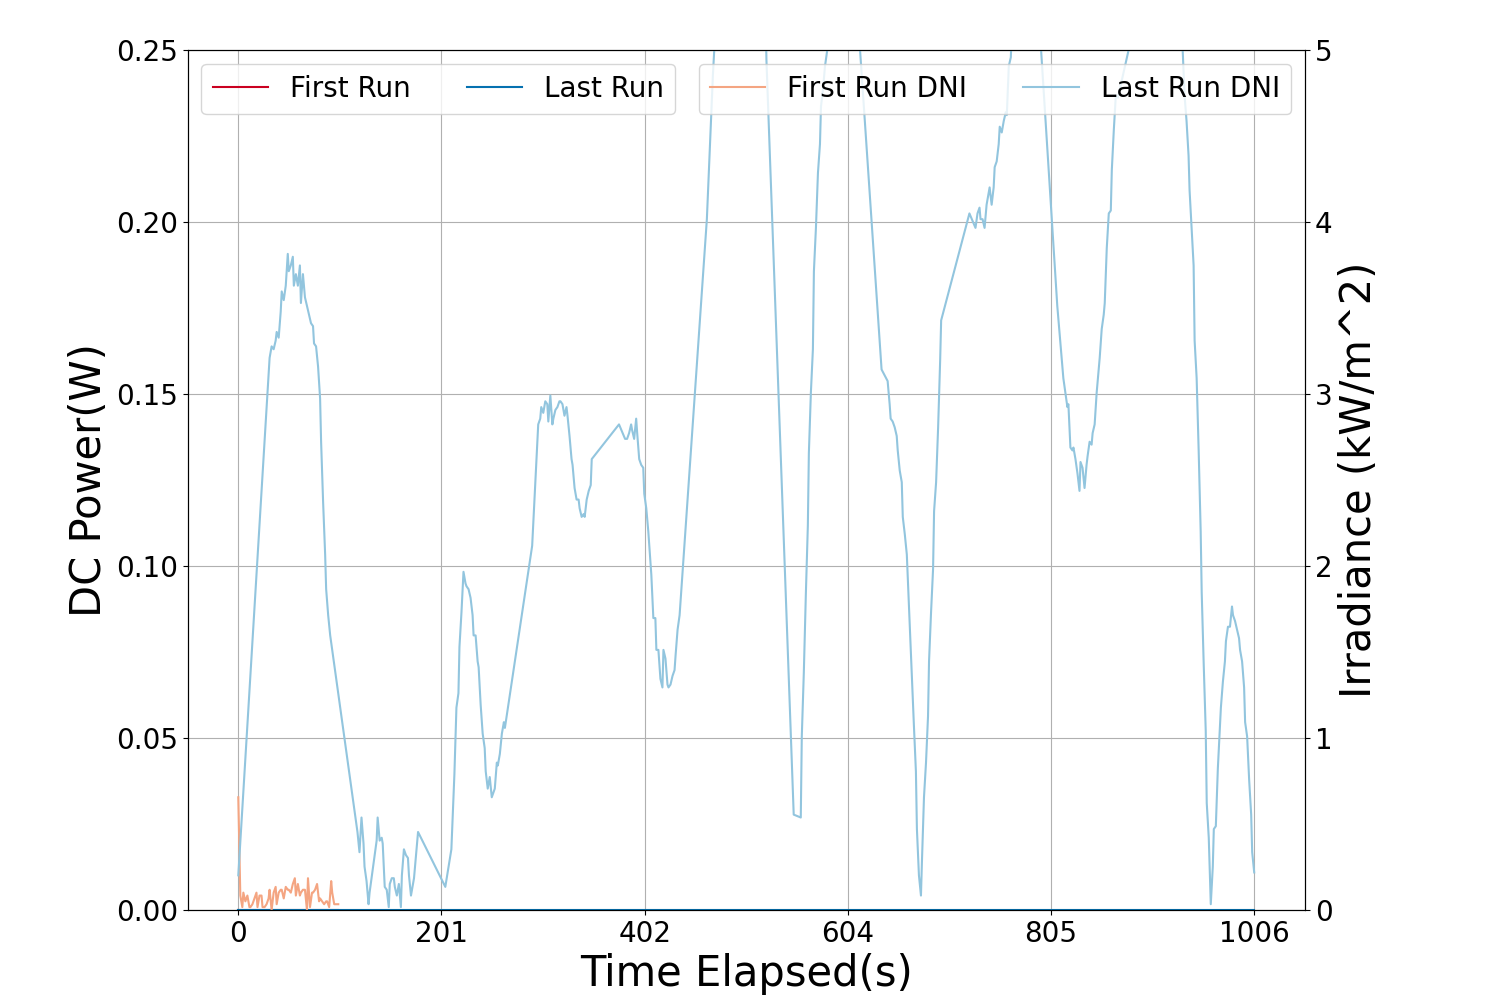 First Run
Last Run
First Run DNI
Last Run DNI
0.25
0.20
0.15
0.10
0.05
0.00
DC Power(W)
5
4
3
2
1
0
Irradiance (kW/m^2)
0 201 402 604 805 1006
Time Elapsed(s)